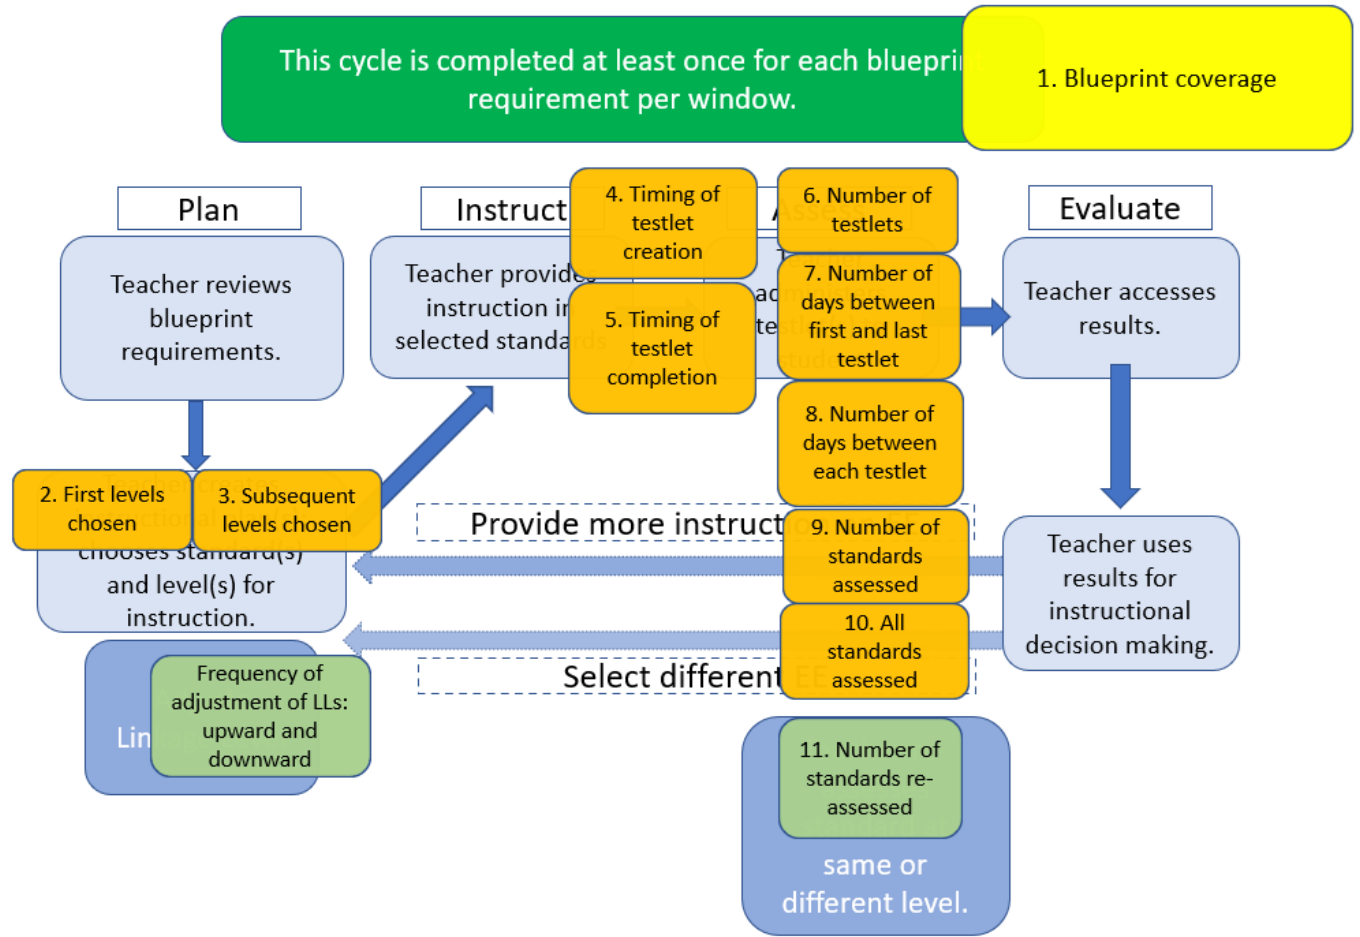 This cycle is completed at least once for each blueprint
requirement per window.
1. Blueprint coverage
Plan
Teacher reviews
blueprint
requirements.
2. First levels
chosen
3. Subsequent
levels chosen
chooses standard(s)
and level(s) for
instruction.
Frequency of
adjustment of LLs:
upward and
downward
Instruct
Teacher provides
instruction in
selected standards
4. Timing of
testlet
creation
5. Timing of
testlet
completion
Assess
6. Number of
testlets
7. Number of
days between
first and last
testlet
8. Number of
days between
each testlet
Provide more
9. Number of
standards
assessed
10. All
standards
assessed
Select different EE
11. Number of
standards re-
assessed
same or
different level.
Evaluate
Teacher accesses
results.
Teacher uses
results for
instructional
decision making.